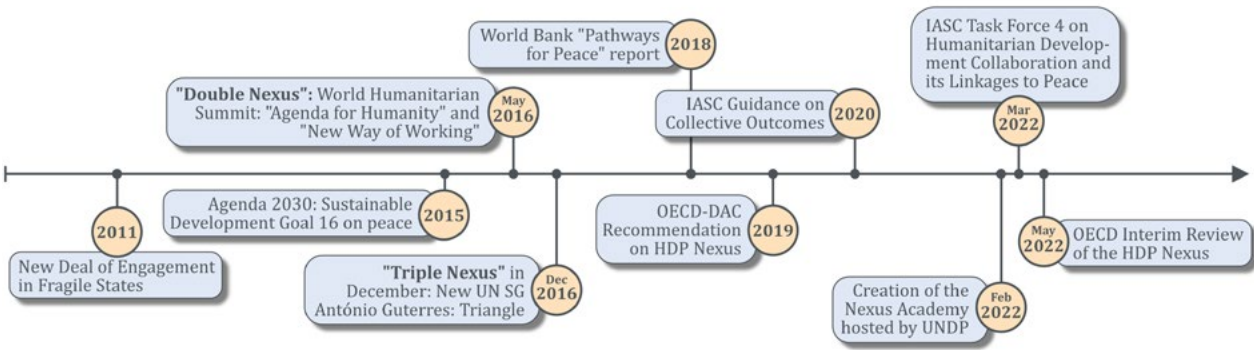 2011
New Deal of Engagement
in Fragile States
Agenda 2030: Sustainable
Development Goal 16 on peace
2015
"Double Nexus": World Humanitarian
Summit: "Agenda for Humanity" and
"New Way of Working"
May
2016
"Triple Nexus" in
December: New UN SG
António Guterres: Triangle
Dec
2016
World Bank "Pathways
for Peace" report
2018
OECD-DAC
Recommendation
on HDP Nexus
2019
IASC Guidance on
Collective Outcomes
2020
Creation of the
Nexus Academy
hosted by UNDP
Feb
2022
IASC Task Force 4 on
Humanitarian Develop-
ment Collaboration and
its Linkages to Peace
Mar
2022
May
2022
OECD Interim Review
of the HDP Nexus